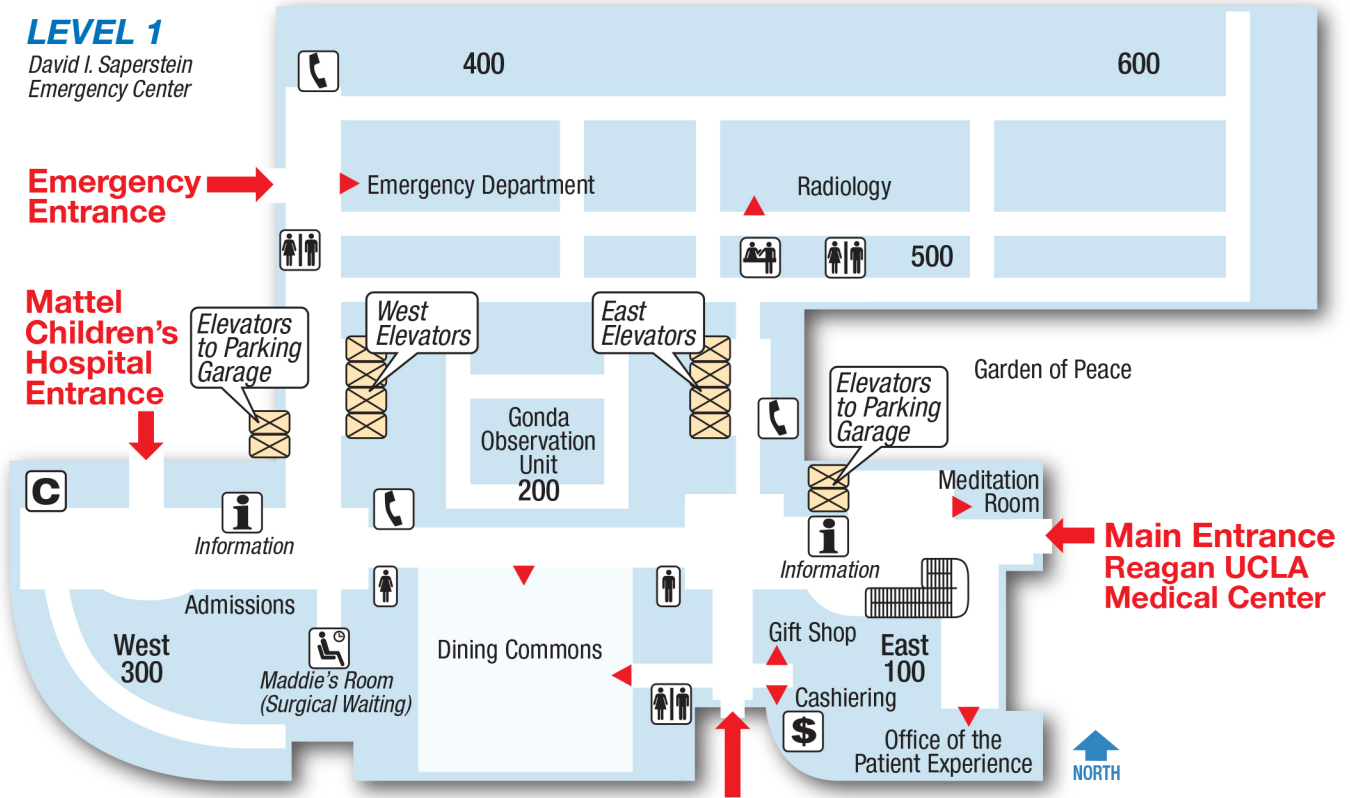 LEVEL 1
David I. Saperstein
Emergency Center
400
600
Emergency
Entrance
Emergency Department
Radiology
500
Mattel
Children's
Hospital
Entrance
Elevators
to Parking
Garage
West
Elevators
East
Elevators
Elevators
to Parking
Garage
Garden of Peace
Gonda
Observation
Unit
200
C
Meditation
Room
Information
Information
Main Entrance
Reagan UCLA
Medical Center
Admissions
West
300
Maddie's Room
(Surgical Waiting)
Dining Commons
Gift Shop
East
100
Cashiering
$
Office of the
Patient Experience
NORTH